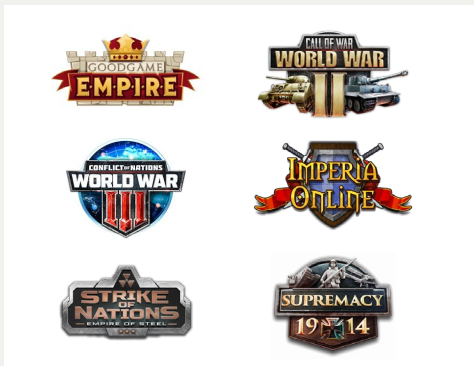 GOODGAME
EMPIRE
CALL OF WAR
WORLD WAR
II
CONFLICT OF NATIONS
WORLD WAR
III
IMPERIA
ONLINE
STRIKE
OF
NATIONS
EMPIRE OF STEEL
SUPREMACY
1914